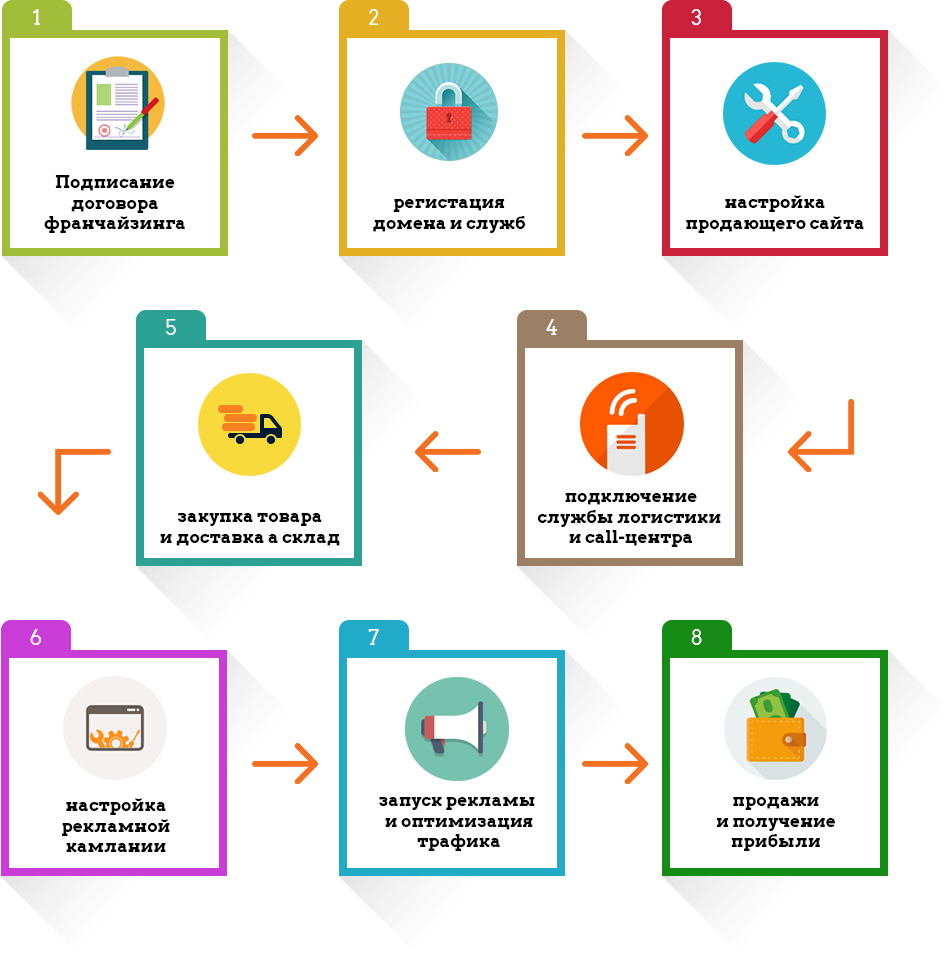 1
Подписание
договора
франчайзинга
2
регистация
домена и служб
3
настройка
продающего сайта
4
подключение
службы логистики
и call-центра
5
закупка товара
и доставка а склад
6
настройка
рекламной
камлании
7
запуск рекламы
и оптимизация
трафика
8
продажи
и получение
прибыли